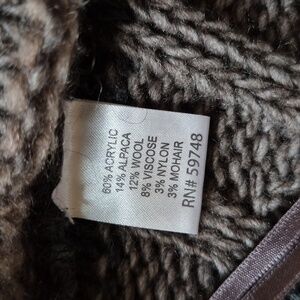 60% ACRYLIC
14% ALPACA
12% WOOL
8% VISCOSE
3% NYLON
3% MOHAIR
RN# 59748